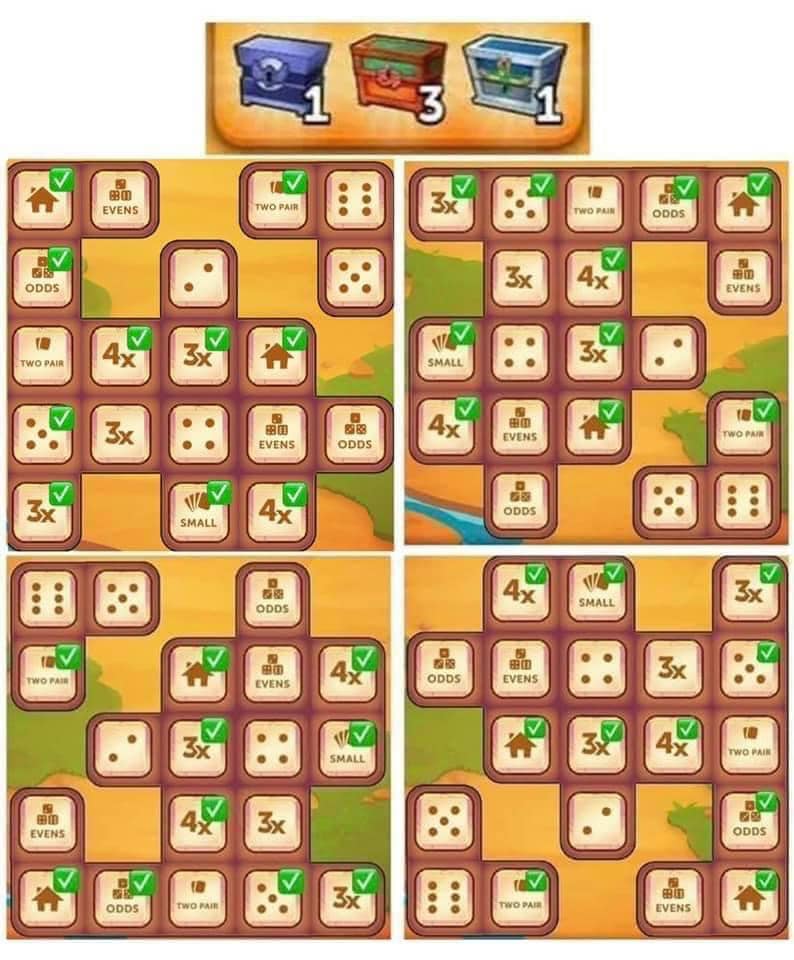 1 3 1
EVENS TWO PAIR
ODDS
TWO PAIR 4x 3x
3x EVENS ODDS
3x SMALL 4x
3x TWO PAIR ODDS
3x 4x EVENS
SMALL 3x
4x EVENS TWO PAIR
ODDS
ODDS
TWO PAIR EVENS 4x
3x SMALL
EVENS 4x 3x
ODDS TWO PAIR 3x
4x SMALL 3x
ODDS EVENS 3x
3x 4x TWO PAIR
ODDS
TWO PAIR EVENS